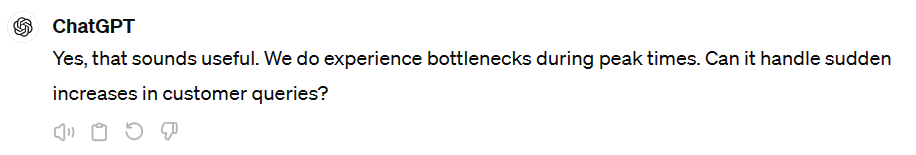 ChatGPT
Yes, that sounds useful. We do experience bottlenecks during peak times. Can it handle sudden
increases in customer queries?